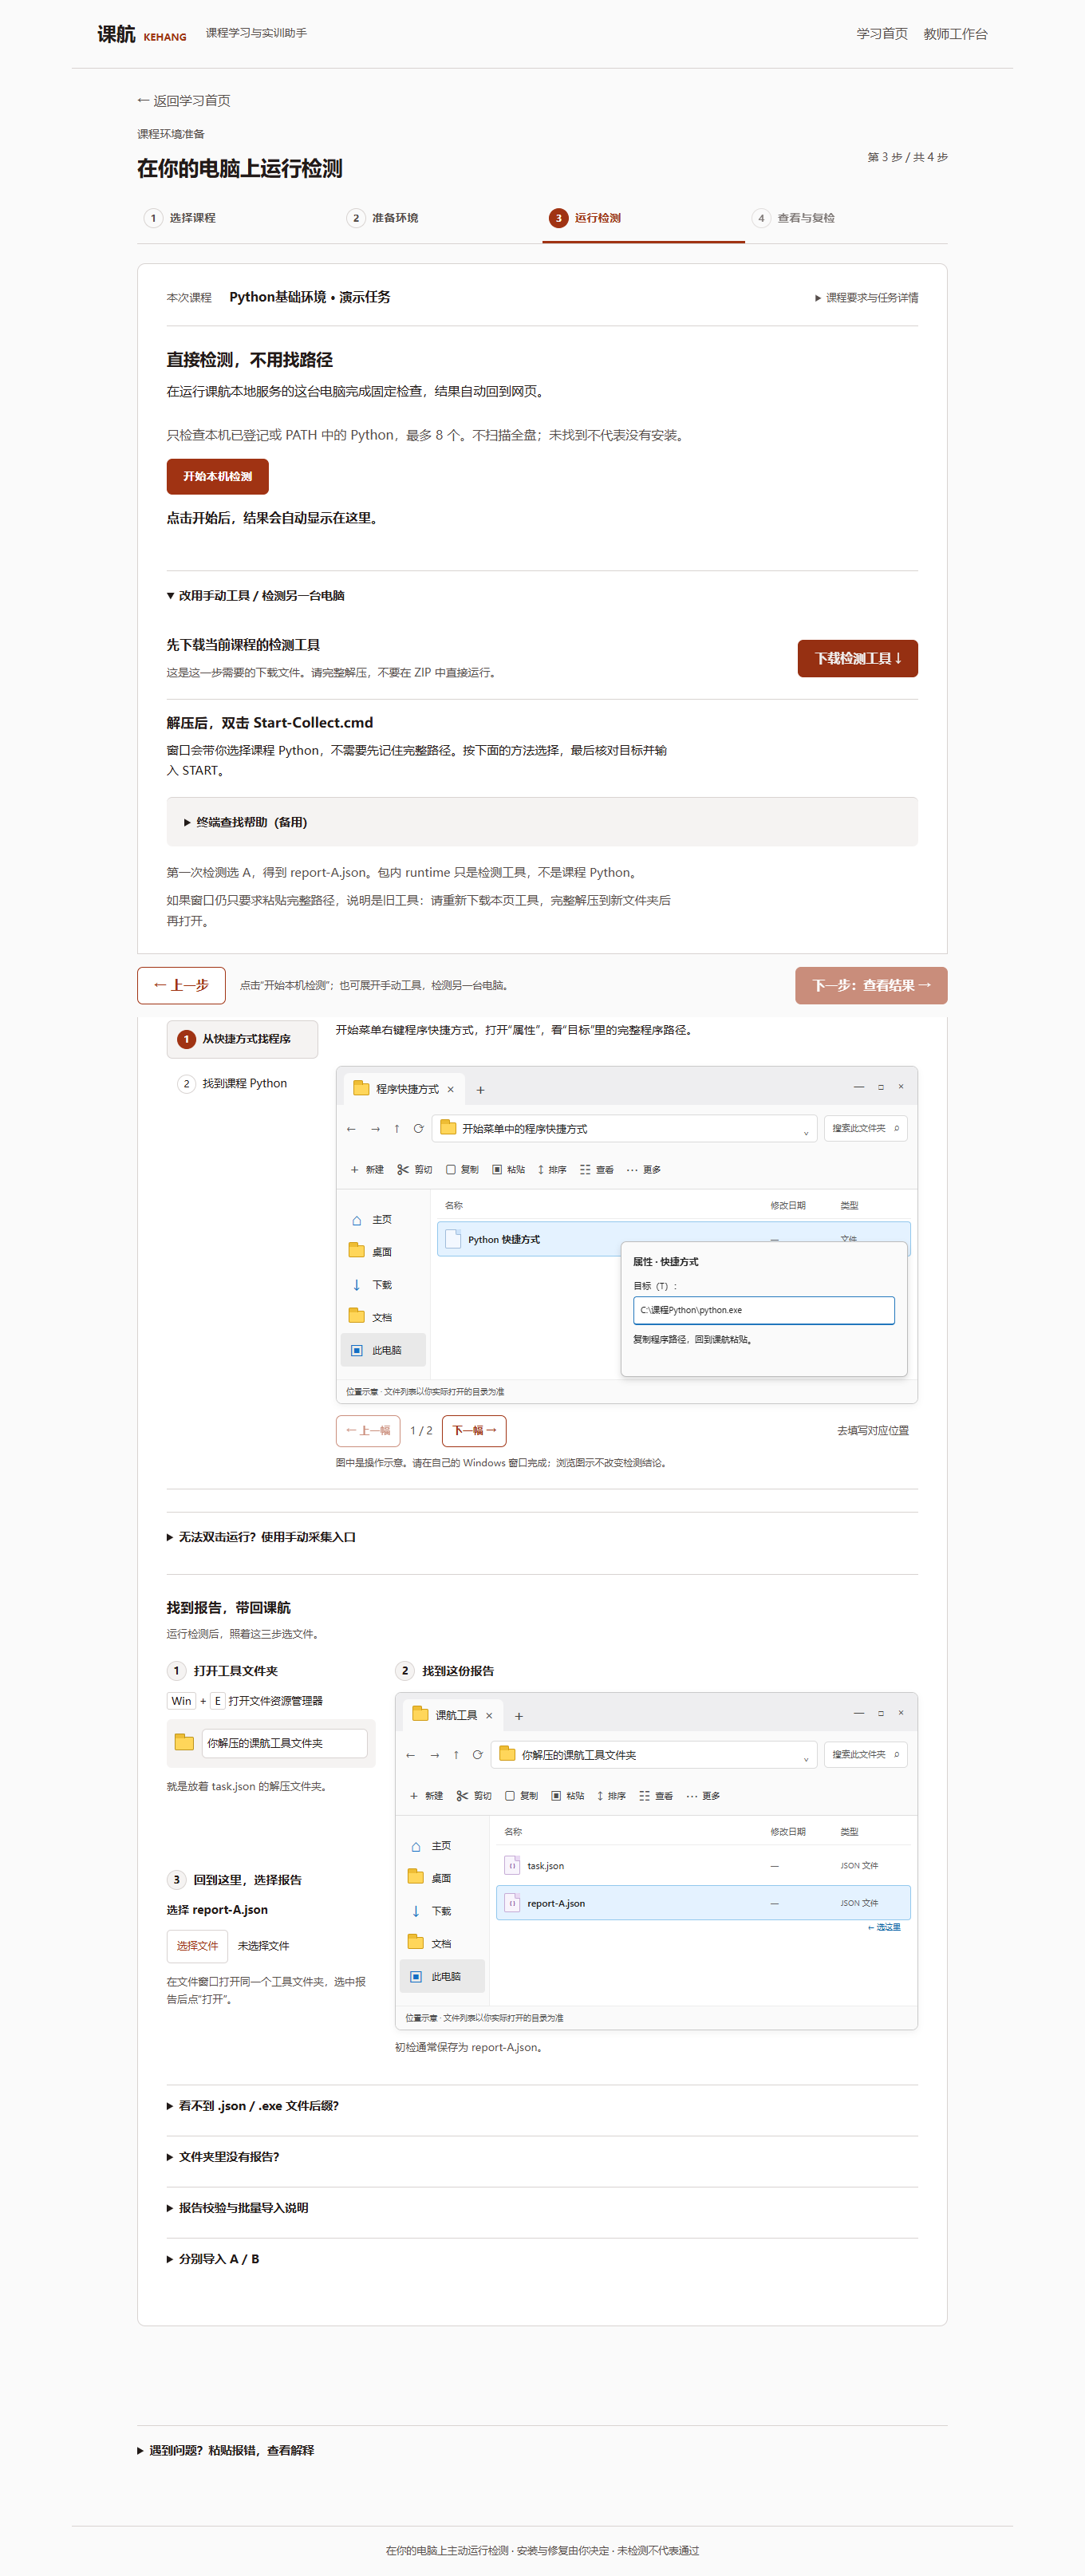 课航 KEHANG 课程学习与实训助手
学习首页 教师工作台
← 返回学习首页
课程环境准备
在你的电脑上运行检测
第 3 步 / 共 4 步
1 选择课程
2 准备环境
3 运行检测
4 查看与复检
本次课程 Python基础环境 • 演示任务
▶ 课程要求与任务详情
直接检测，不用找路径
在运行课航本地服务的这台电脑完成固定检查，结果自动回到网页。
只检查本机已登记或 PATH 中的 Python，最多 8 个。不扫描全盘；未找到不代表没有安装。
开始本机检测
点击开始后，结果会自动显示在这里。
▼ 改用手动工具 / 检测另一台电脑
先下载当前课程的检测工具
这是这一步需要的下载文件。请完整解压，不要在 ZIP 中直接运行。
下载检测工具 ↓
解压后，双击 Start-Collect.cmd
窗口会带你选择课程 Python，不需要先记住完整路径。按下面的方法选择，最后核对目标并输
入 START。
▶ 终端查找帮助（备用）
第一次检测选 A，得到 report-A.json。包内 runtime 只是检测工具，不是课程 Python。
如果窗口仍只要求粘贴完整路径，说明是旧工具：请重新下载本页工具，完整解压到新文件夹后
再打开。
← 上一步
点击“开始本机检测”；也可展开手动工具，检测另一台电脑。
下一步：查看结果 →
1 从快捷方式找程序
2 找到课程 Python
开始菜单右键程序快捷方式，打开“属性”，看“目标”里的完整程序路径。
程序快捷方式 × +
— □ ×
← → ↑ ⟳ 开始菜单中的程序快捷方式
搜索此文件夹
+ 新建 剪切 复制 粘贴 ↕ 排序 查看 ··· 更多
名称 修改日期 类型
主页
桌面
下载
文档
此电脑
Python 快捷方式 — 文件
属性 · 快捷方式
目标（T）：
C:\课程Python\python.exe
复制程序路径，回到课航粘贴。
位置示意 · 文件列表以你实际打开的目录为准
← 上一幅 1 / 2 下一幅 →
去填写对应位置
图中是操作示意。请在自己的 Windows 窗口完成；浏览图示不改变检测结论。
▶ 无法双击运行？使用手动采集入口
找到报告，带回课航
运行检测后，照着这三步选文件。
1 打开工具文件夹
Win + E 打开文件资源管理器
你解压的课航工具文件夹
就是放着 task.json 的解压文件夹。
2 找到这份报告
课航工具 × +
— □ ×
← → ↑ ⟳ 你解压的课航工具文件夹
搜索此文件夹
+ 新建 剪切 复制 粘贴 ↕ 排序 查看 ··· 更多
名称 修改日期 类型
主页
桌面
下载
文档
此电脑
task.json — JSON 文件
report-A.json — JSON 文件
← 选这里
位置示意 · 文件列表以你实际打开的目录为准
初检通常保存为 report-A.json。
3 回到这里，选择报告
选择 report-A.json
选择文件 未选择文件
在文件窗口打开同一个工具文件夹，选中报
告后点“打开”。
▶ 看不到 .json / .exe 文件后缀？
▶ 文件夹里没有报告？
▶ 报告校验与批量导入说明
▶ 分别导入 A / B
▶ 遇到问题？粘贴报错，查看解释
在你的电脑上主动运行检测 · 安装与修复由你决定 · 未检测不代表通过